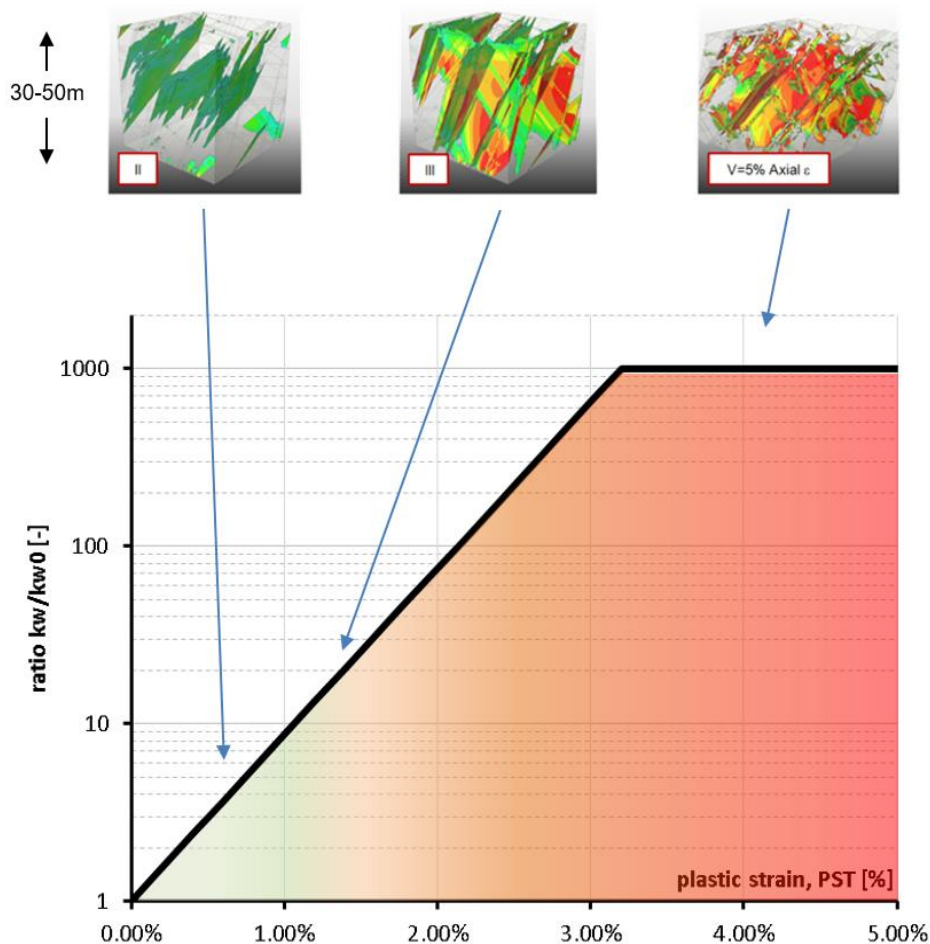 30-50m
II
III
V=5% Axial ε
ratio kw/kw0 [-]
1000
100
10
1
plastic strain, PST [%]
0.00%
1.00%
2.00%
3.00%
4.00%
5.00%